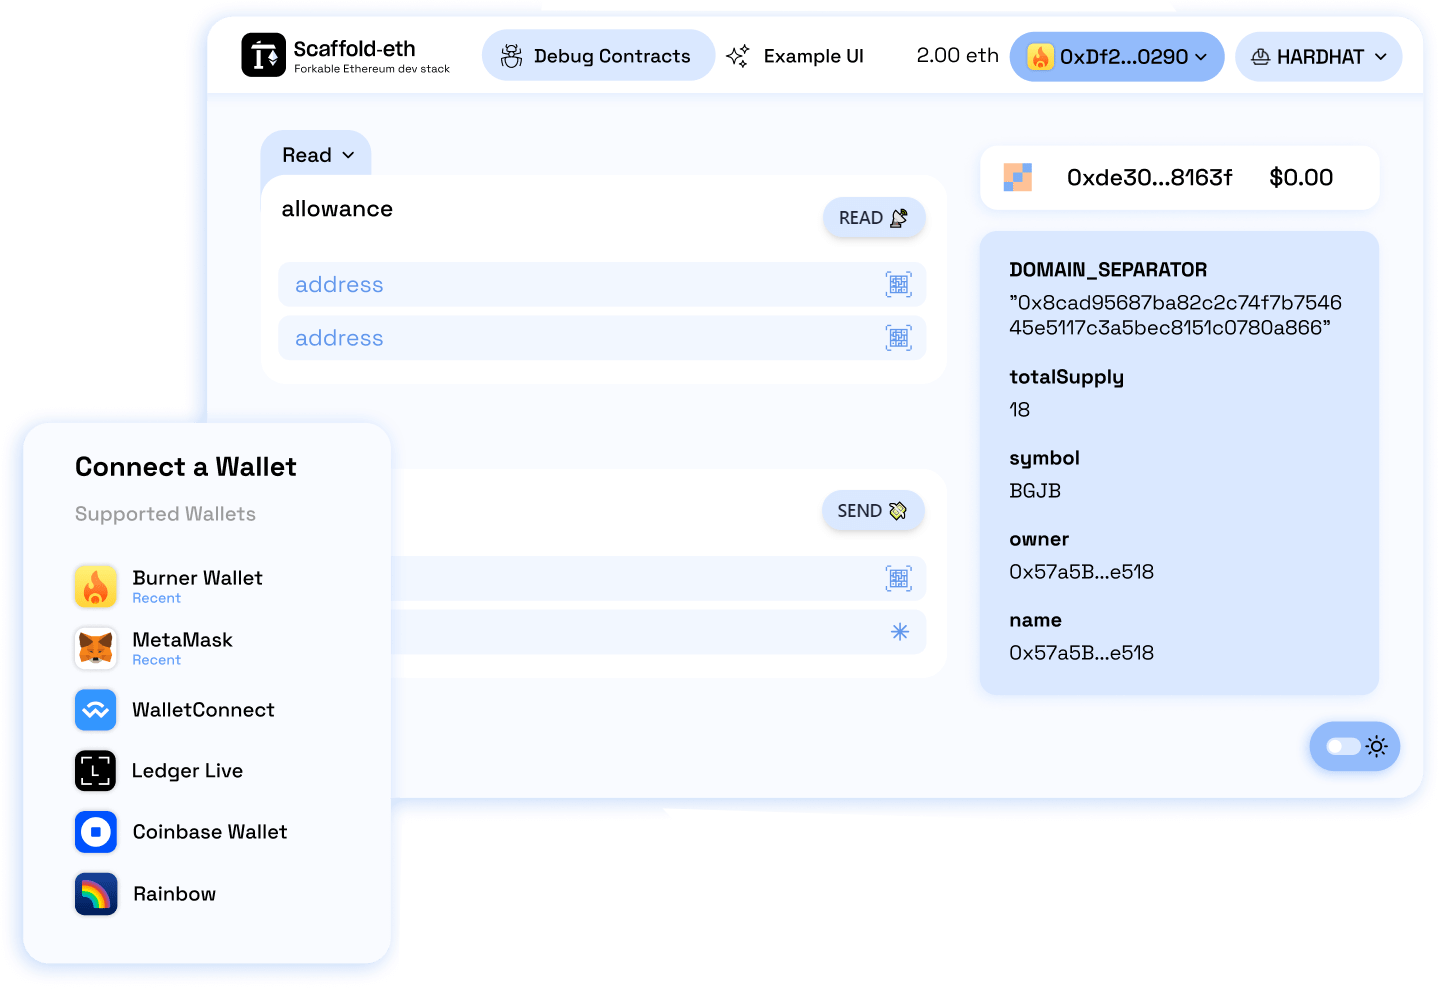 Scaffold-eth
Forkable Ethereum dev stack
Debug Contracts
Example UI
2.00 eth
0xDf2...0290
HARDHAT
Read
allowance
READ
address
address
0xde30...8163f
$0.00
DOMAIN_SEPARATOR
"0x8cad95687ba82c2c74f7b7546
45e5117c3a5bec8151c0780a866"
totalSupply
18
symbol
BGJB
owner
0x57a5B...e518
name
0x57a5B...e518
SEND
Connect a Wallet
Supported Wallets
Burner Wallet
Recent
MetaMask
Recent
WalletConnect
L
Ledger Live
Coinbase Wallet
Rainbow